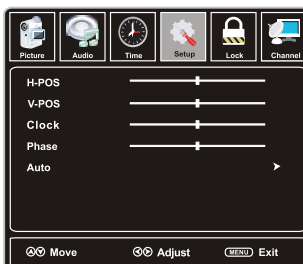 Picture Audio Time Setup Lock Channel
H-POS
V-POS
Clock
Phase
Auto
Move Adjust MENU Exit